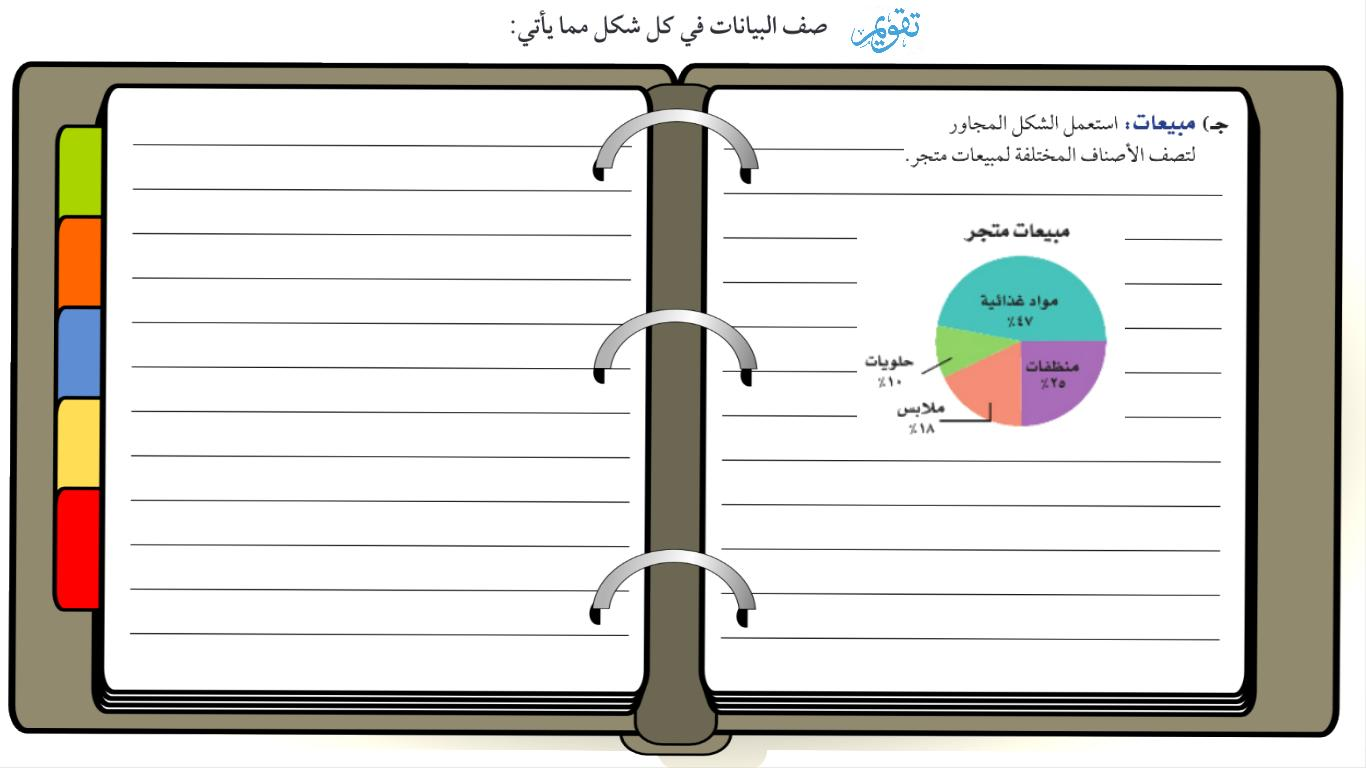 تقويم صف البيانات في كل شكل مما يأتي:
جـ) مبيعات: استعمل الشكل المجاور
لتصف الأصناف المختلفة لمبيعات متجر.
مبيعات متجر
مواد غذائية
٤٧٪
منظفات
٢٥٪
حلويات
١٠٪
ملابس
١٨٪